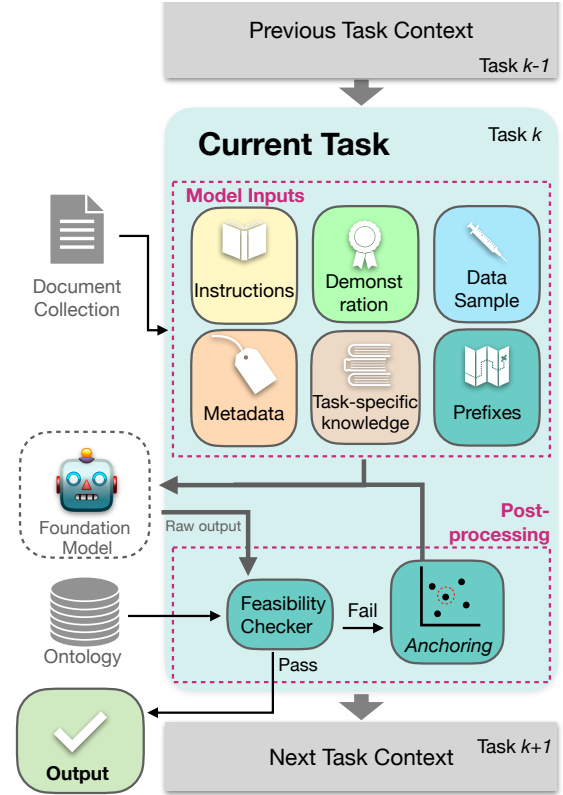 Previous Task Context
Task k-1
Current Task
Task k
Model Inputs
Instructions
Demonst
ration
Data
Sample
Document
Collection
Metadata
Task-specific
knowledge
Prefixes
Foundation
Model
Raw output
Post-
processing
Ontology
Feasibility
Checker
Fail
Anchoring
Pass
Output
Next Task Context
Task k+1